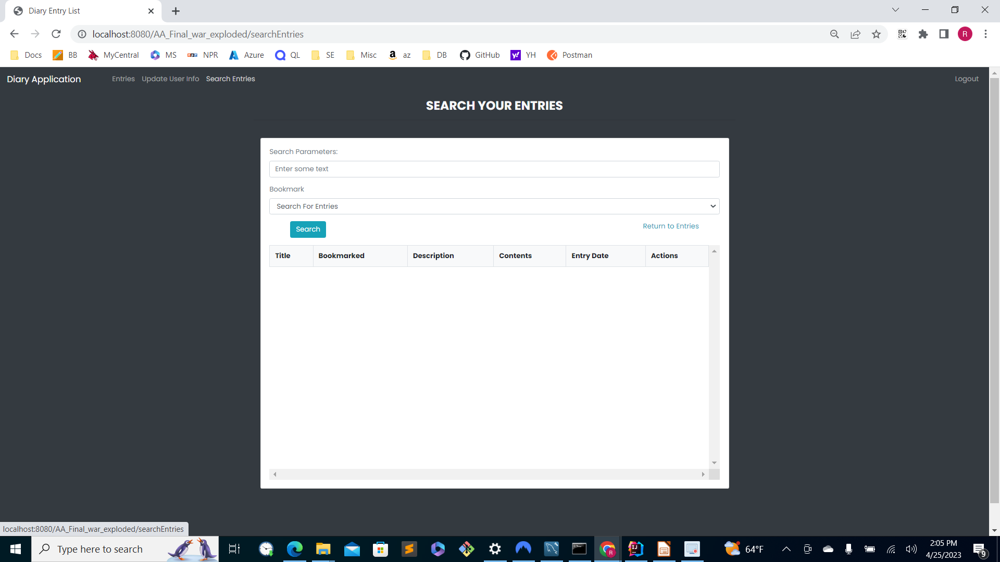 Diary Entry List
localhost:8080/AA_Final_war_exploded/searchEntries
R
Docs BB MyCentral MS npr NPR Azure QL SE Misc a az DB GitHub y! YH Postman
Diary Application Entries Update User Info Search Entries Logout
SEARCH YOUR ENTRIES
Search Parameters:
Enter some text
Bookmark
Search For Entries
Search Return to Entries
Title Bookmarked Description Contents Entry Date Actions
localhost:8080/AA_Final_war_exploded/searchEntries
Type here to search R IJ 64°F 2:05 PM
4/25/2023 9